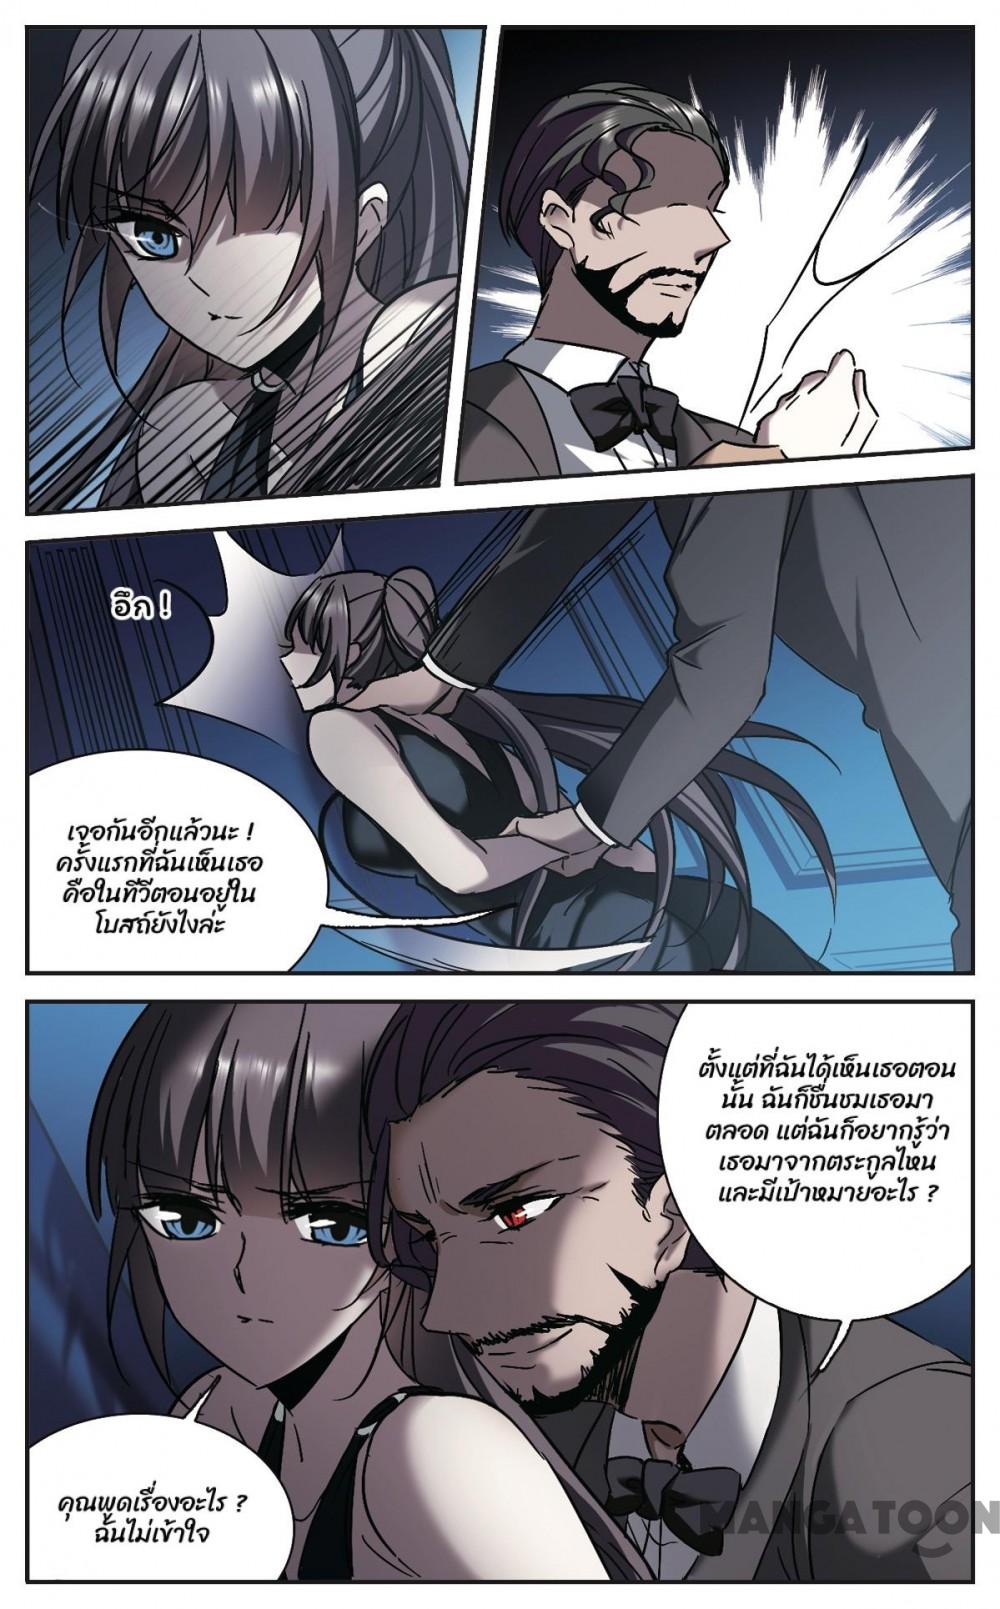 อึก !
เจอกันอีกแล้วนะ !
ครั้งแรกที่ฉันเห็นเธอ
คือในทีวีตอนอยู่ใน
โบสถ์ยังไงล่ะ
ตั้งแต่ที่ฉันได้เห็นเธอตอน
นั้น ฉันก็ชื่นชมเธอมา
ตลอด แต่ฉันก็อยากรู้ว่า
เธอมาจากตระกูลไหน
และมีเป้าหมายอะไร ?
คุณพูดเรื่องอะไร ?
ฉันไม่เข้าใจ
MANGATOON